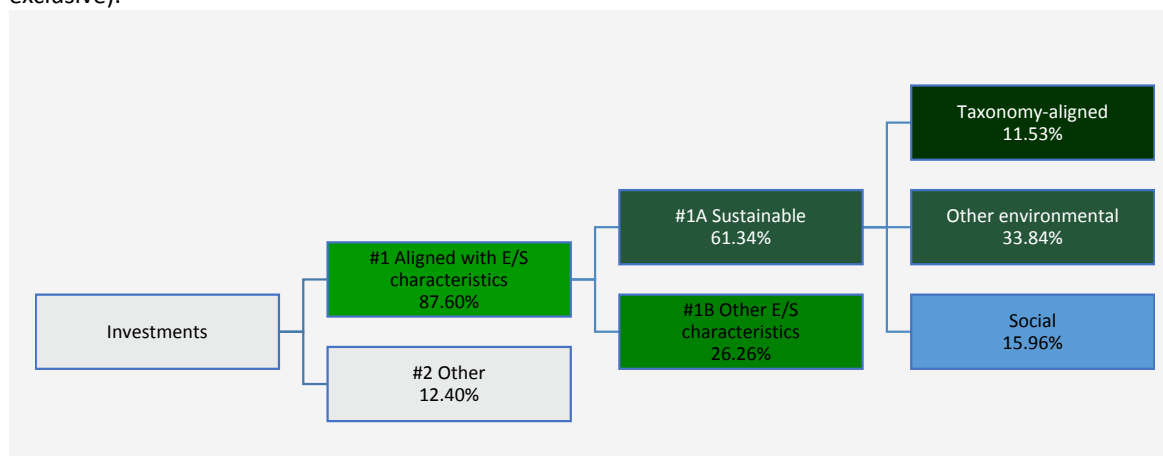 exclusive).
Taxonomy-aligned
11.53%
#1A Sustainable
61.34%
Other environmental
33.84%
#1 Aligned with E/S
characteristics
87.60%
#1B Other E/S
characteristics
26.26%
Investments
Social
15.96%
#2 Other
12.40%